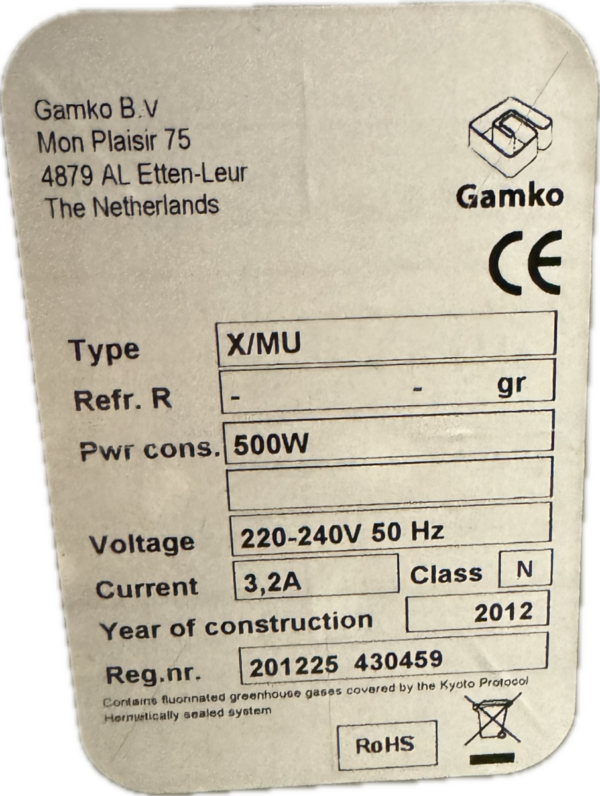 Gamko B.V
Mon Plaisir 75
4879 AL Etten-Leur
The Netherlands
Gamko
CE
Type X/MU
Refr. R - - gr
Pwr cons. 500W
Voltage 220-240V 50 Hz
Current 3,2A Class N
Year of construction 2012
Reg.nr. 201225 430459
Contains fluorinated greenhouse gases covered by the Kyoto Protocol
Hermetically sealed system
RoHS